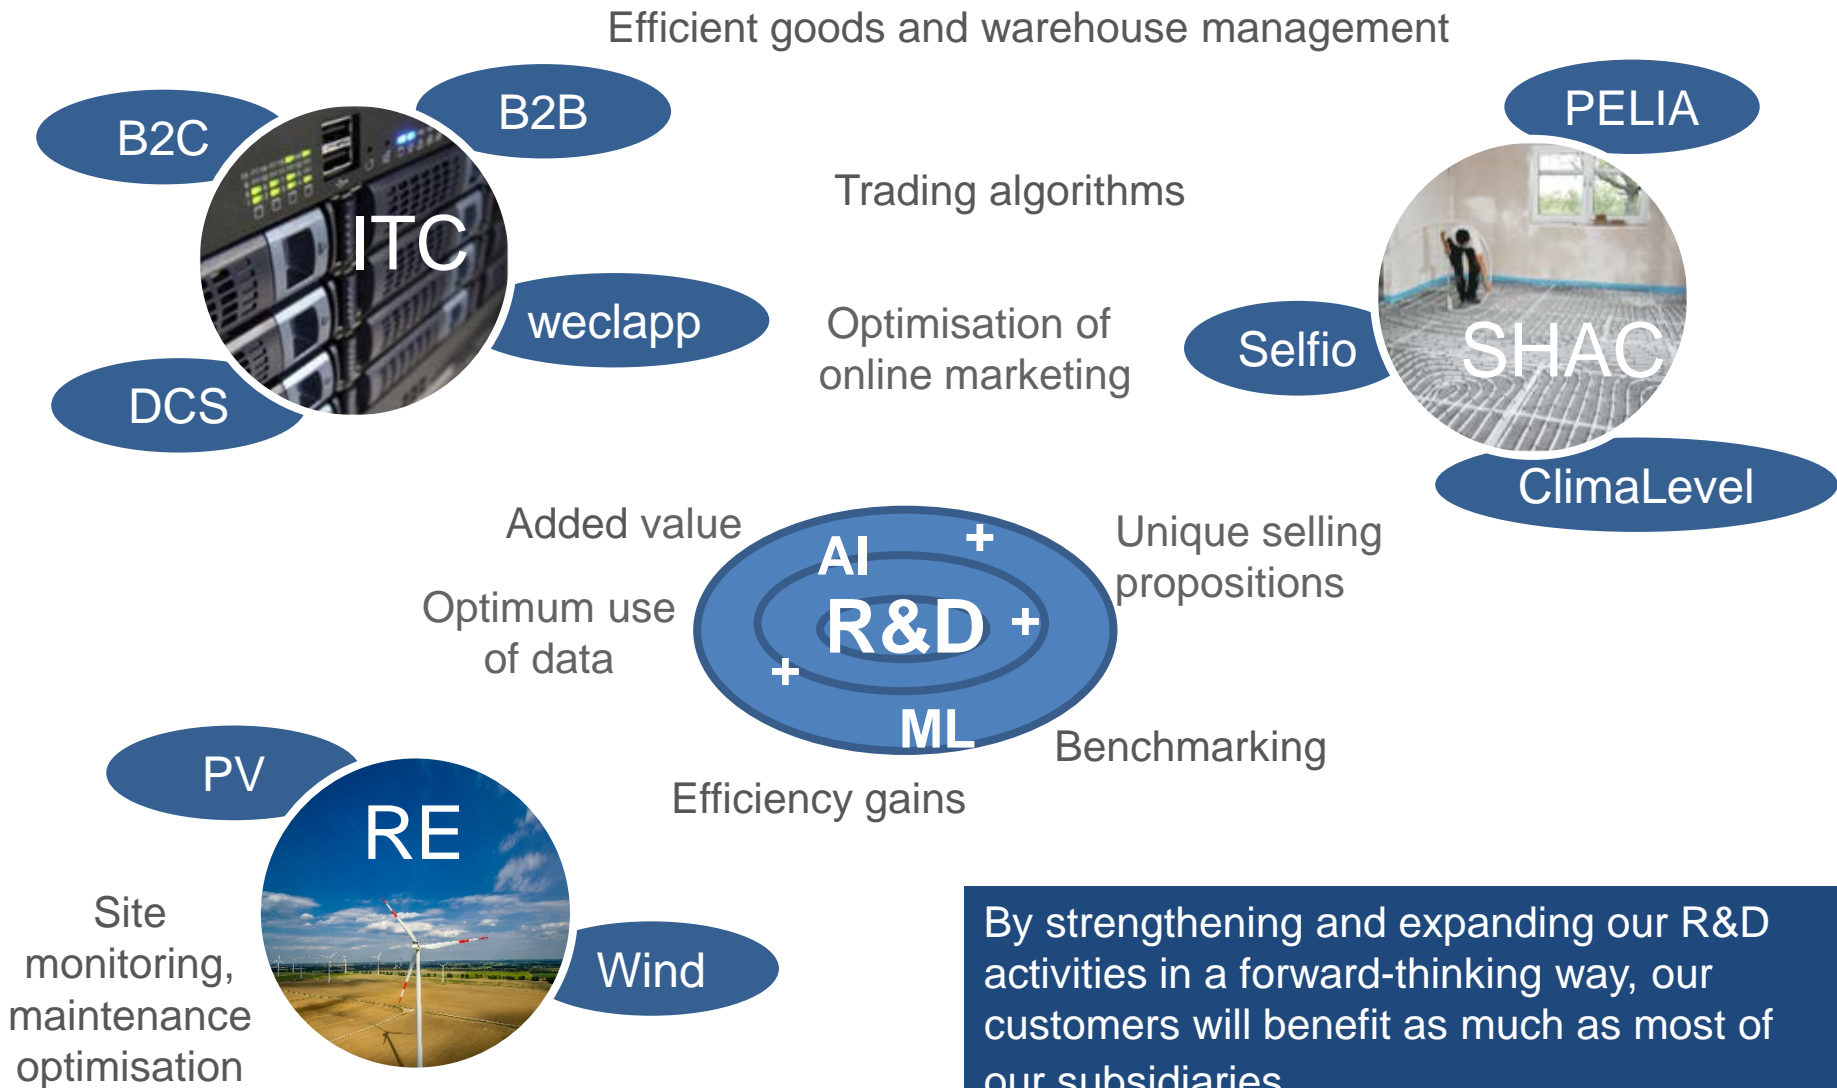 Efficient goods and warehouse management
B2C
B2B
ITC
weclapp
DCS
Trading algorithms
Optimisation of
online marketing
PELIA
Selfio
SHAC
ClimaLevel
Added value
Optimum use
of data
AI
+
R&D +
+
ML
Unique selling
propositions
Benchmarking
Efficiency gains
PV
RE
Wind
Site
monitoring,
maintenance
optimisation
By strengthening and expanding our R&D
activities in a forward-thinking way, our
customers will benefit as much as most of
our subsidiaries